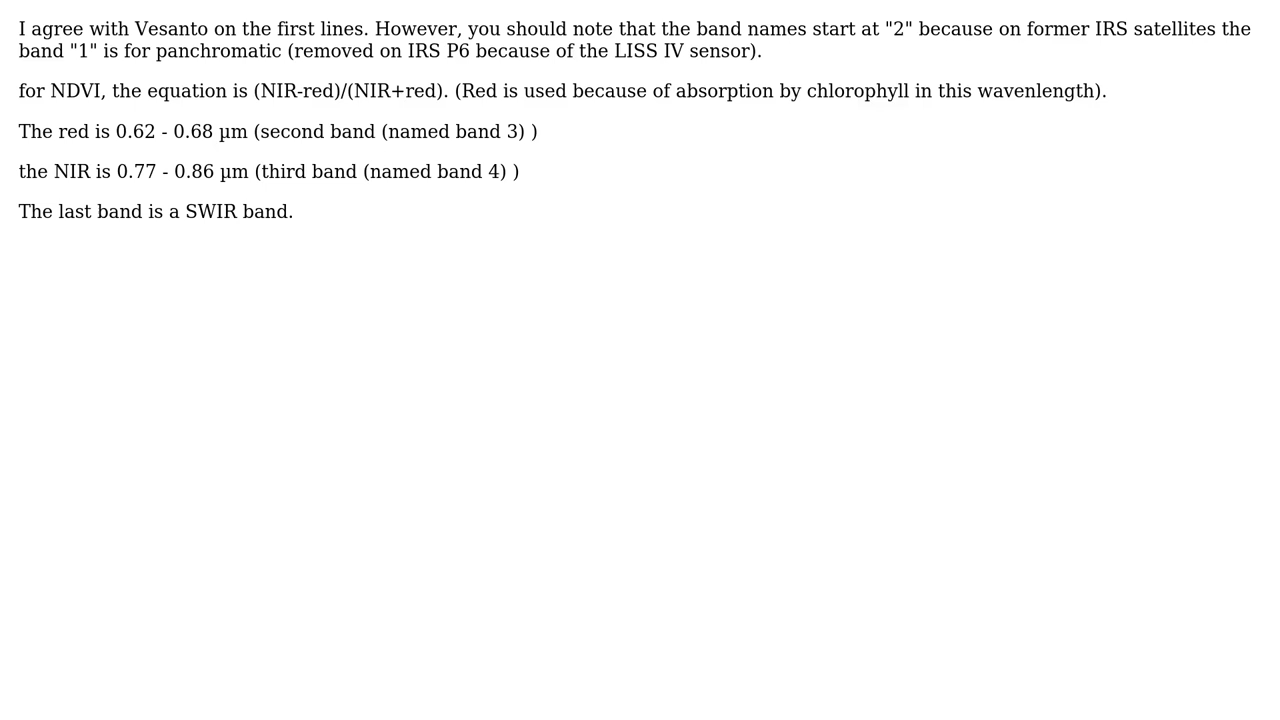 I agree with Vesanto on the first lines. However, you should note that the band names start at "2" because on former IRS satellites the
band "1" is for panchromatic (removed on IRS P6 because of the LISS IV sensor).
for NDVI, the equation is (NIR-red)/(NIR+red). (Red is used because of absorption by chlorophyll in this wavenlength).
The red is 0.62 - 0.68 µm (second band (named band 3) )
the NIR is 0.77 - 0.86 µm (third band (named band 4) )
The last band is a SWIR band.